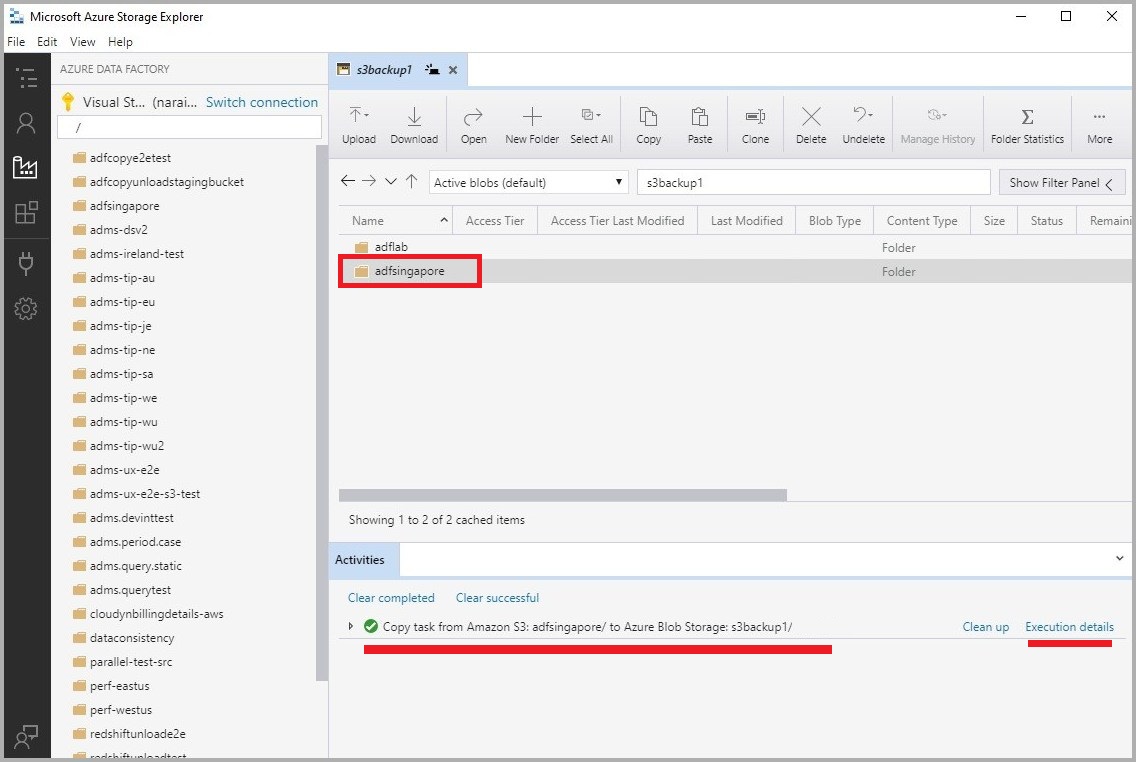 Microsoft Azure Storage Explorer
File Edit View Help
AZURE DATA FACTORY
Visual St... (narai... Switch connection
/
adfcopye2etest
adfcopyunloadstagingbucket
adfsingapore
adms-dsv2
adms-ireland-test
adms-tip-au
adms-tip-eu
adms-tip-je
adms-tip-ne
adms-tip-sa
adms-tip-we
adms-tip-wu
adms-tip-wu2
adms-ux-e2e
adms-ux-e2e-s3-test
adms.devinttest
adms.period.case
adms.query.static
adms.querytest
cloudynbillingdetails-aws
dataconsistency
parallel-test-src
perf-eastus
perf-westus
redshiftunloade2e
redshiftunloadtest
s3backup1
Upload Download Open New Folder Select All Copy Paste Clone Delete Undelete Manage History Folder Statistics More
Active blobs (default) s3backup1 Show Filter Panel
Name Access Tier Access Tier Last Modified Last Modified Blob Type Content Type Size Status Remaini
adflab Folder
adfsingapore Folder
Showing 1 to 2 of 2 cached items
Activities
Clear completed Clear successful
Copy task from Amazon S3: adfsingapore/ to Azure Blob Storage: s3backup1/ Clean up Execution details